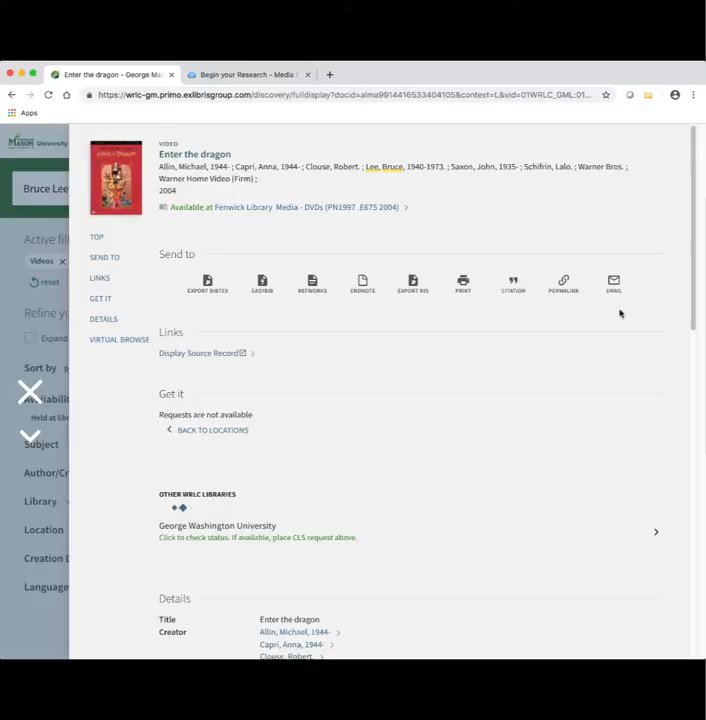 Enter the dragon - George Mas
Begin your Research - Media
https://wrlc-gm.primo.exlibrisgroup.com/discovery/fulldisplay?docid=alma9914416533404105&context=L&vid=01WRLC_GML:01...
Apps
MASON University
Bruce Lee
Active fil
Videos
reset
Refine yo
Expand
Sort by
Availabilit
Held at libr
Subject
Author/Cr
Library
Location
Creation D
Language
TOP
SEND TO
LINKS
GET IT
DETAILS
VIRTUAL BROWSE
VIDEO
Enter the dragon
Allin, Michael, 1944- ; Capri, Anna, 1944- ; Clouse, Robert. ; Lee, Bruce, 1940-1973. ; Saxon, John, 1935- ; Schifrin, Lalo. ; Warner Bros. ;
Warner Home Video (Firm) ;
2004
Available at Fenwick Library Media - DVDs (PN1997 .E675 2004)
Send to
EXPORT BIBTEX
EASYBIB
REFWORKS
ENDNOTE
EXPORT RIS
PRINT
CITATION
PERMALINK
EMAIL
Links
Display Source Record
Get it
Requests are not available
BACK TO LOCATIONS
OTHER WRLC LIBRARIES
George Washington University
Click to check status. If available, place CLS request above.
Details
Title Enter the dragon
Creator Allin, Michael, 1944-
Capri, Anna, 1944-
Clouse, Robert.